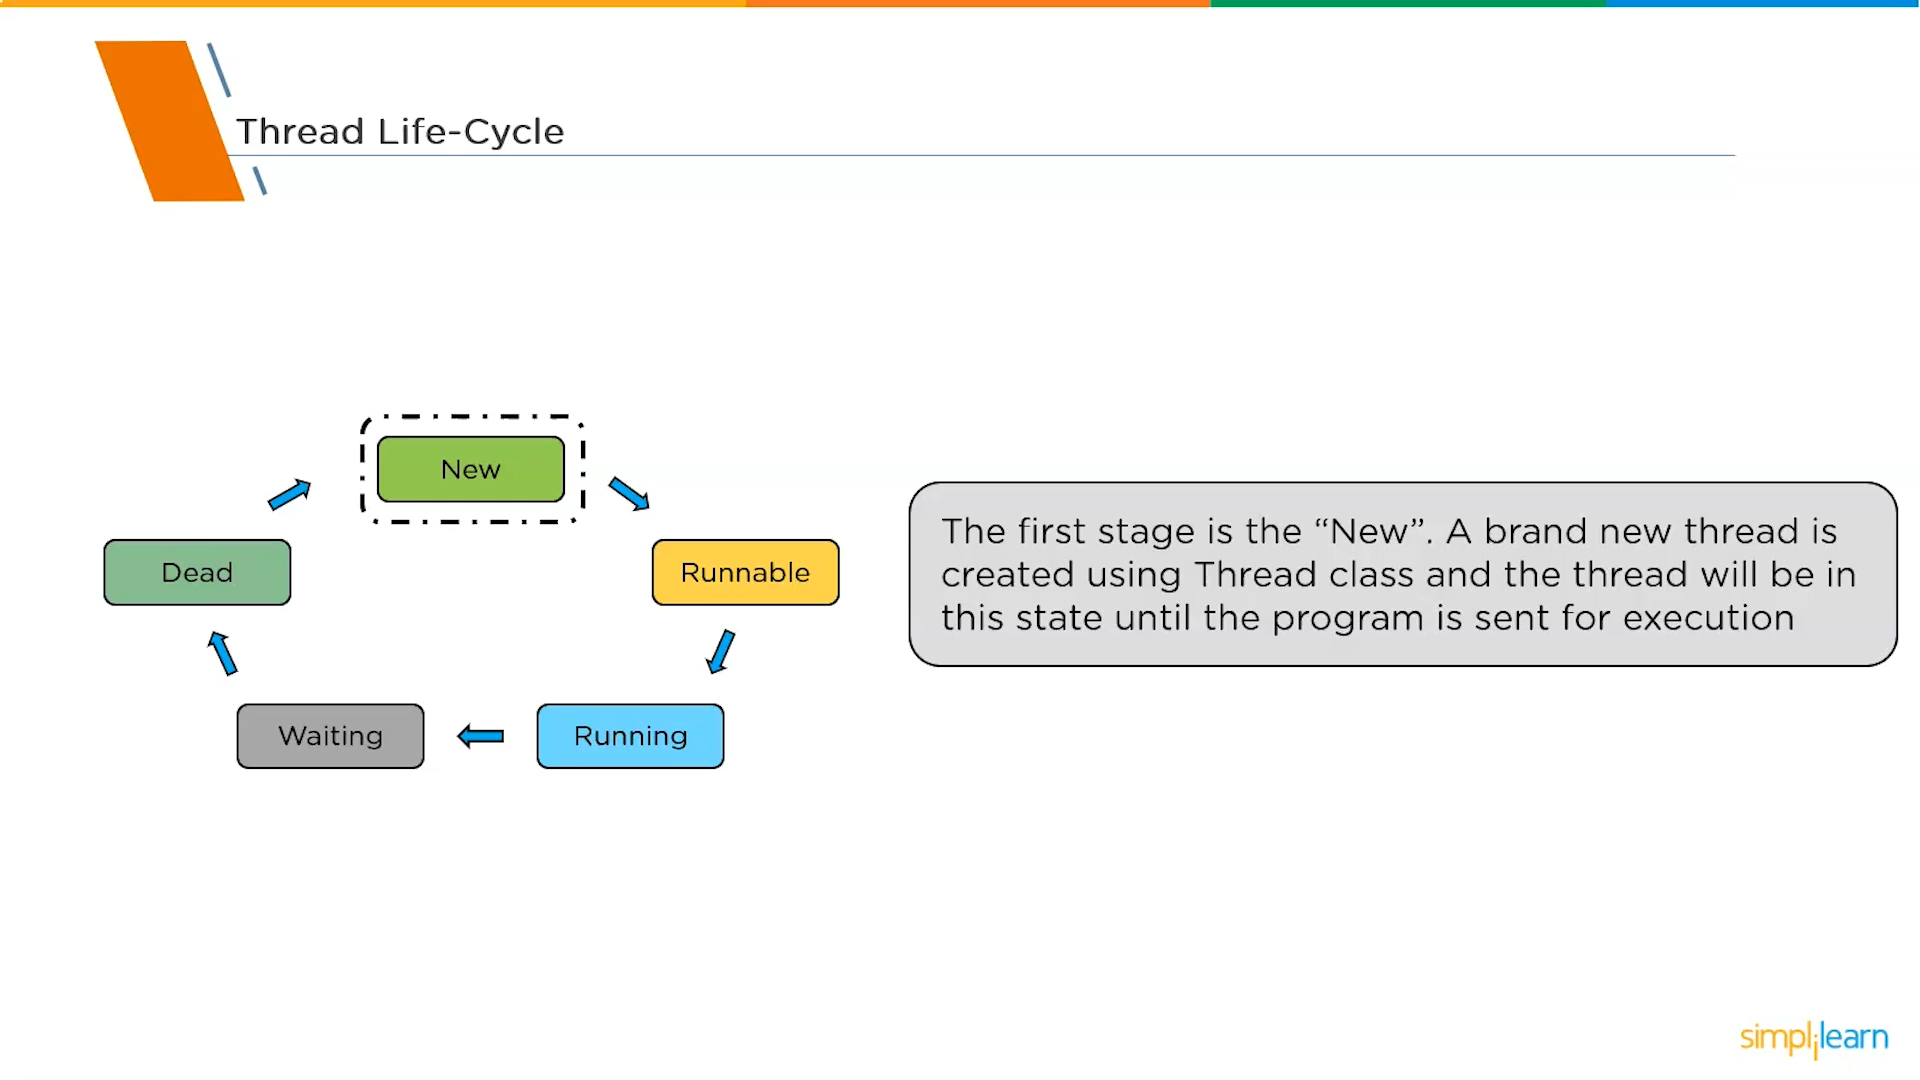 Thread Life-Cycle
New
Dead
Runnable
Waiting
Running
The first stage is the “New”. A brand new thread is
created using Thread class and the thread will be in
this state until the program is sent for execution
simplilearn